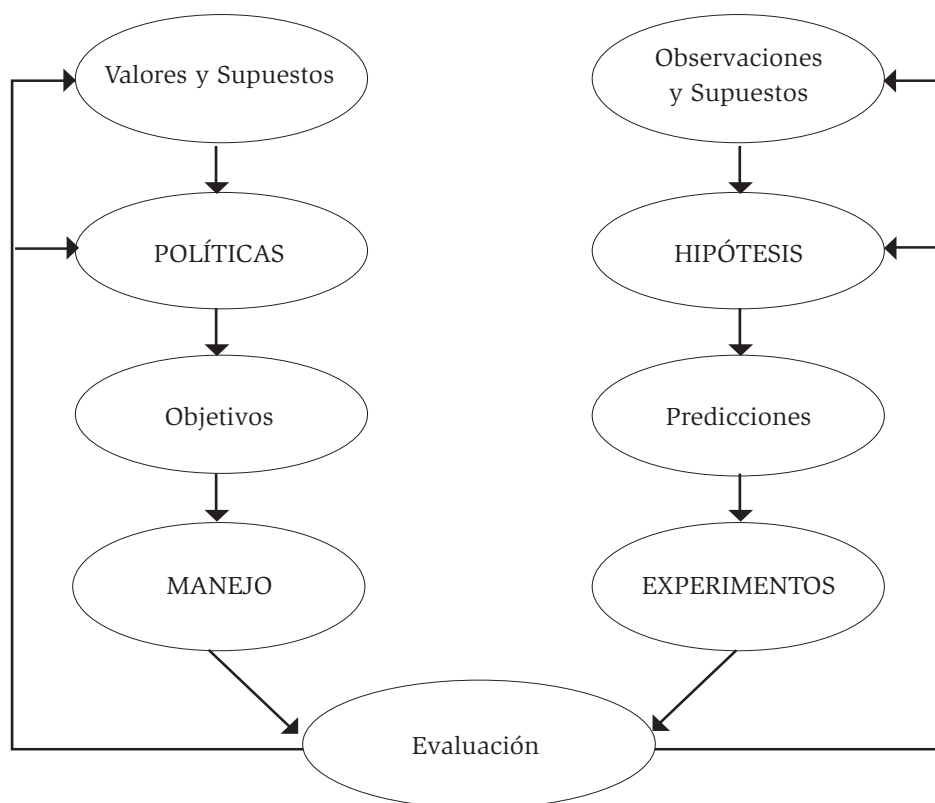 Valores y Supuestos
Observaciones
y Supuestos
POLÍTICAS
HIPÓTESIS
Objetivos
Predicciones
MANEJO
EXPERIMENTOS
Evaluación